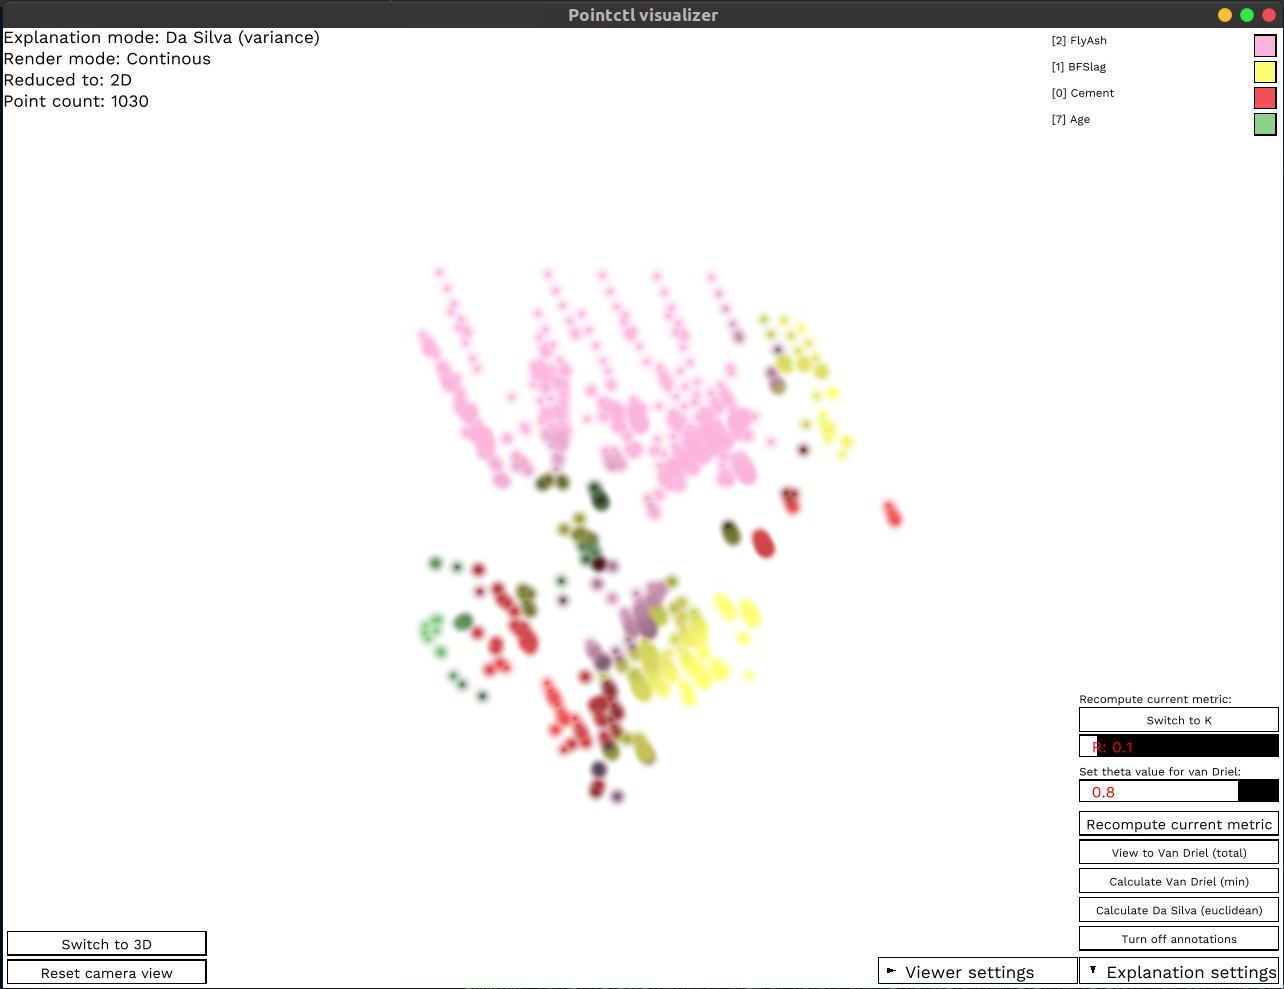 Pointctl visualizer
Explanation mode: Da Silva (variance)
Render mode: Continous
Reduced to: 2D
Point count: 1030
[2] FlyAsh
[1] BFSlag
[0] Cement
[7] Age
Recompute current metric:
Switch to K
R: 0.1
Set theta value for van Driel:
0.8
Recompute current metric
View to Van Driel (total)
Calculate Van Driel (min)
Calculate Da Silva (euclidean)
Turn off annotations
Switch to 3D
Reset camera view
Viewer settings
Explanation settings